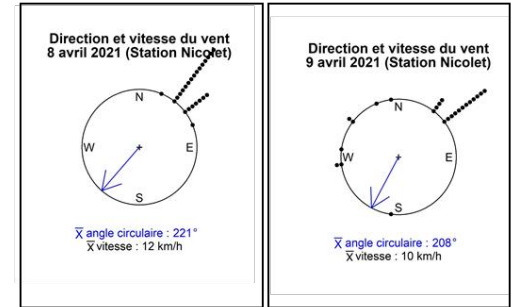 Direction et vitesse du vent
8 avril 2021 (Station Nicolet)
N
W
E
S
X̅ angle circulaire : 221°
X̅ vitesse : 12 km/h
Direction et vitesse du vent
9 avril 2021 (Station Nicolet)
N
W
E
S
X̅ angle circulaire : 208°
X̅ vitesse : 10 km/h